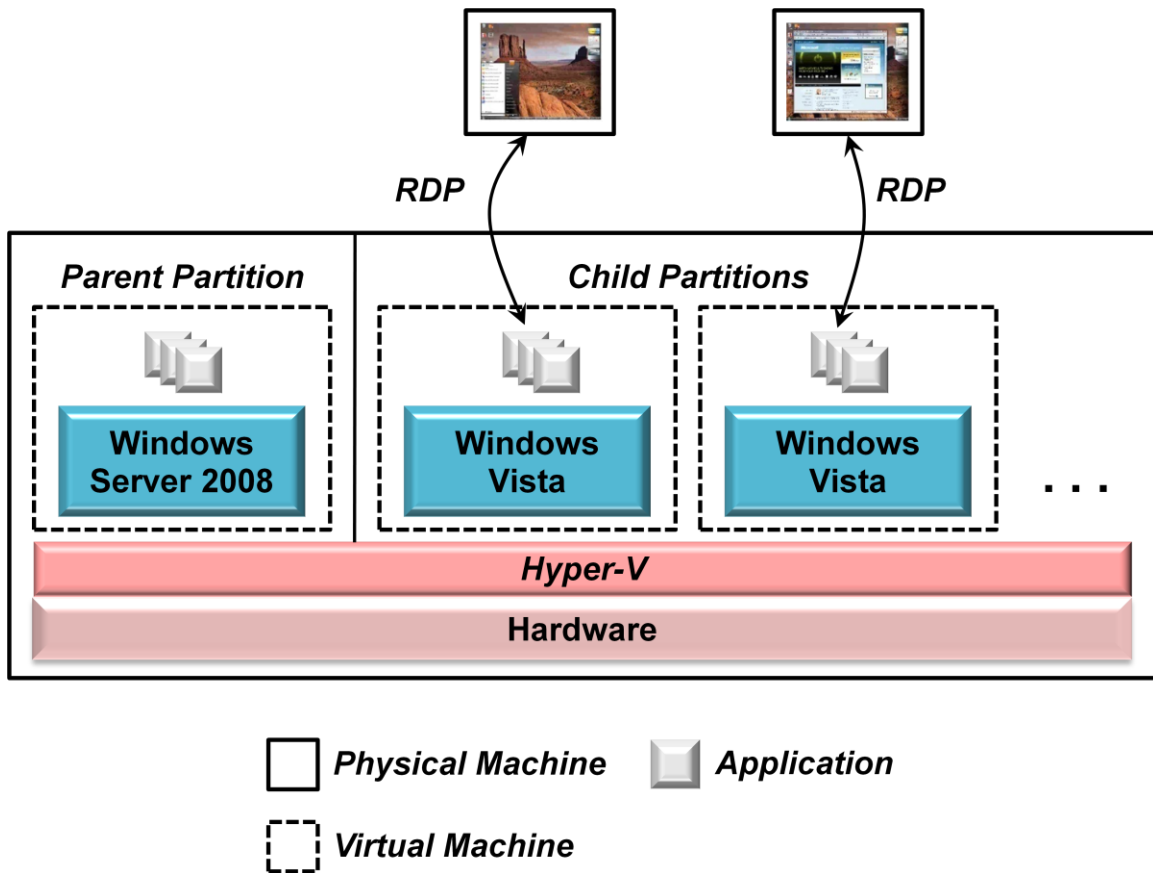 RDP
RDP
Parent Partition
Child Partitions
Windows
Server 2008
Windows
Vista
Windows
Vista
. . .
Hyper-V
Hardware
Physical Machine
Application
Virtual Machine